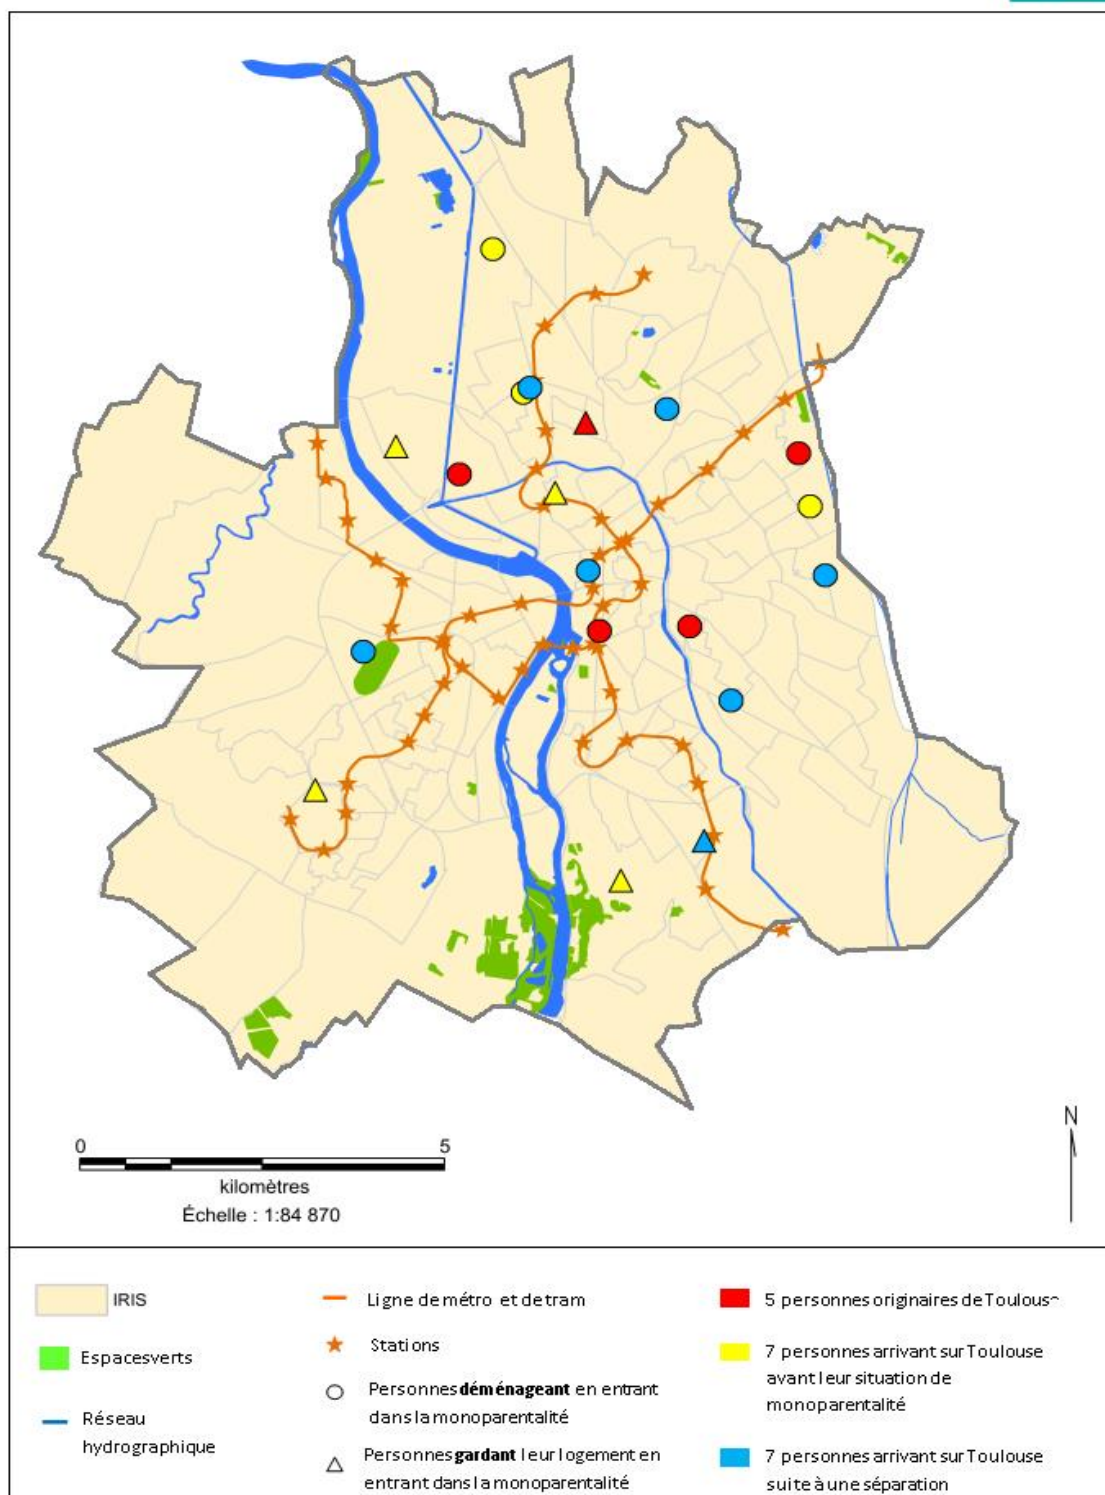 N
0 5
kilomètres
Échelle : 1:84 870
IRIS
Espaces verts
Réseau
hydrographique
Ligne de métro et de tram
Stations
Personnes déménageant en entrant
dans la monoparentalité
Personnes gardant leur logement en
entrant dans la monoparentalité
5 personnes originaires de Toulouse
7 personnes arrivant sur Toulouse
avant leur situation de
monoparentalité
7 personnes arrivant sur Toulouse
suite à une séparation